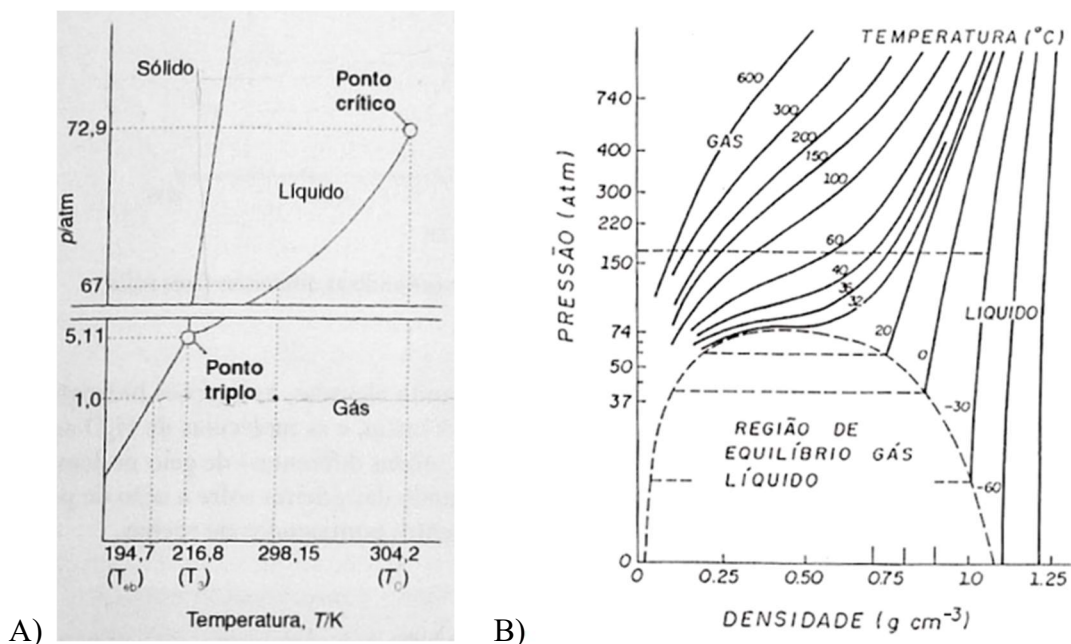 A)
Sólido
Ponto
crítico
72,9
Líquido
p/atm
67
5,11
Ponto
triplo
1,0
Gás
194,7 216,8 298,15 304,2
(Teb) (T3) (Tc)
Temperatura, T/K
B)
TEMPERATURA (°C)
600
740
300
GÁS
200
150
400
100
300
220
60
150
40
36
LÍQUIDO
32
74
20
50
0
37
-30
REGIÃO DE
EQUILÍBRIO GÁS
LÍQUIDO
-60
0
0 0.25 0.50 0.75 1.0 1.25
PRESSÃO (Atm)
DENSIDADE (g cm-3)